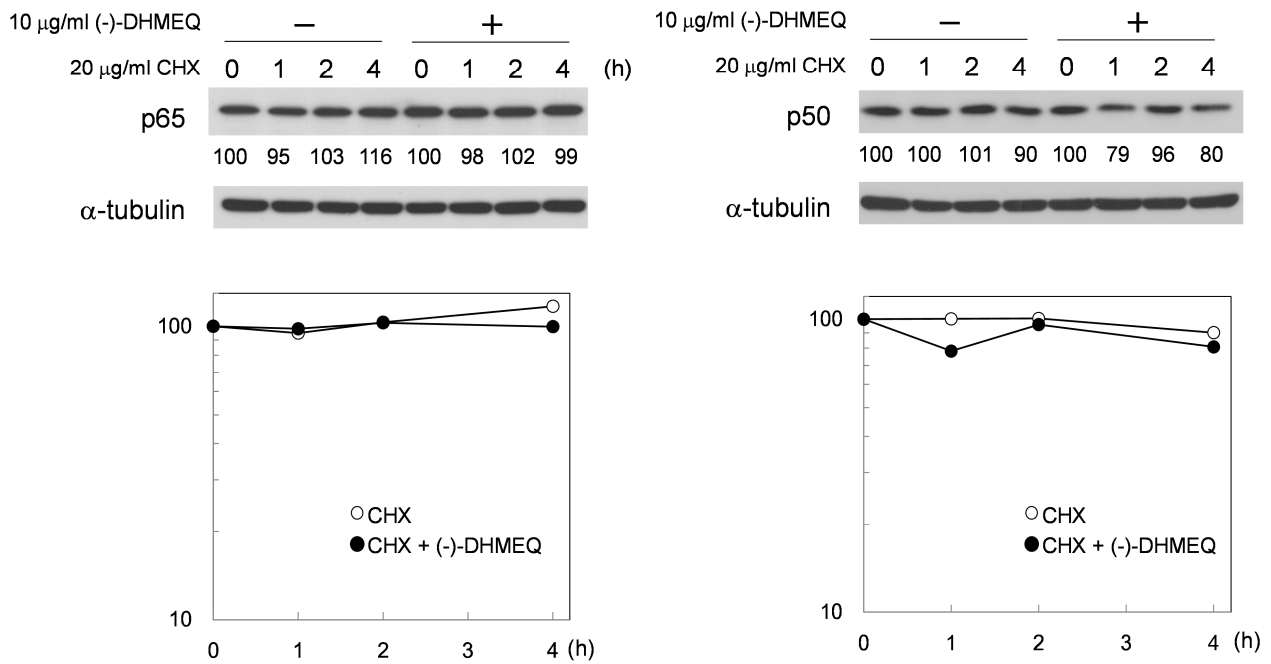 10 μg/ml (-)-DHMEQ − +
20 μg/ml CHX 0 1 2 4 0 1 2 4 (h)
p65
100 95 103 116 100 98 102 99
α-tubulin
100
10
0 1 2 3 4 (h)
CHX
CHX + (-)-DHMEQ
10 μg/ml (-)-DHMEQ − +
20 μg/ml CHX 0 1 2 4 0 1 2 4
p50
100 100 101 90 100 79 96 80
α-tubulin
100
10
0 1 2 3 4 (h)
CHX
CHX + (-)-DHMEQ